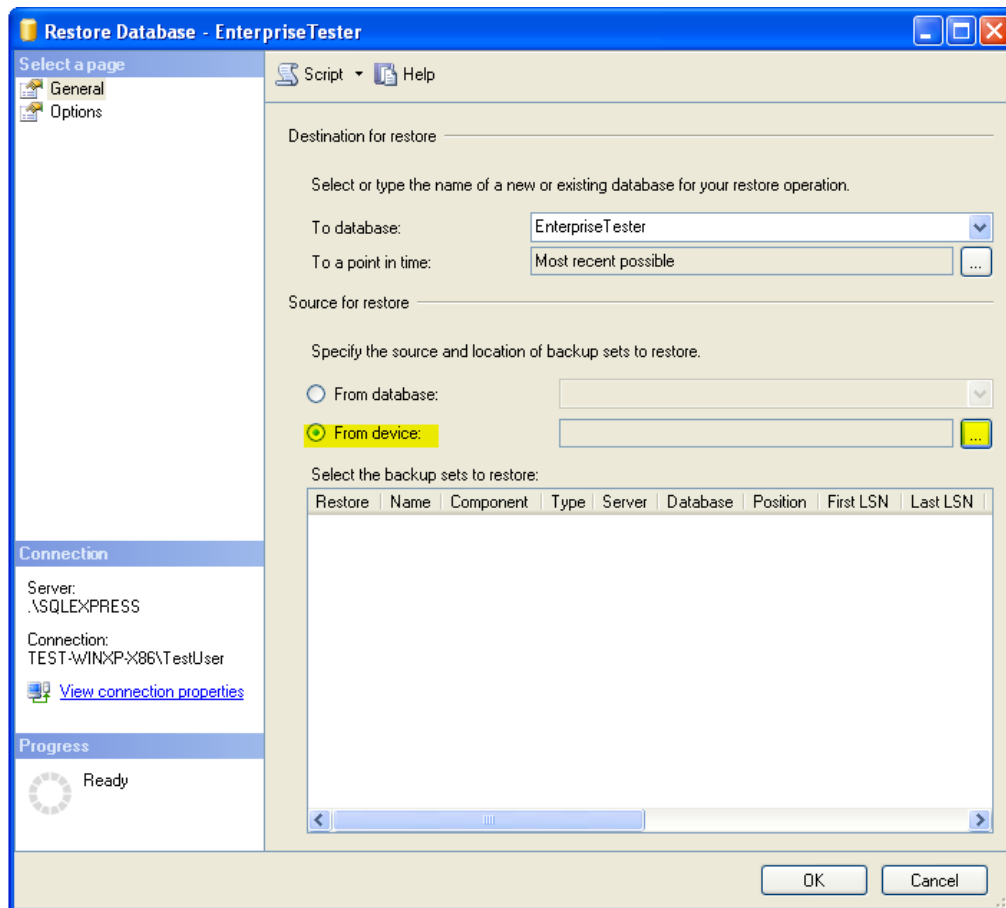 Restore Database - EnterpriseTester
Select a page
General
Options
Script
Help
Destination for restore
Select or type the name of a new or existing database for your restore operation.
To database:
EnterpriseTester
To a point in time:
Most recent possible
...
Source for restore
Specify the source and location of backup sets to restore.
From database:
From device:
...
Select the backup sets to restore:
Restore Name Component Type Server Database Position First LSN Last LSN
Connection
Server:
.\SQLEXPRESS
Connection:
TEST-WINXP-X86\TestUser
View connection properties
Progress
Ready
OK
Cancel